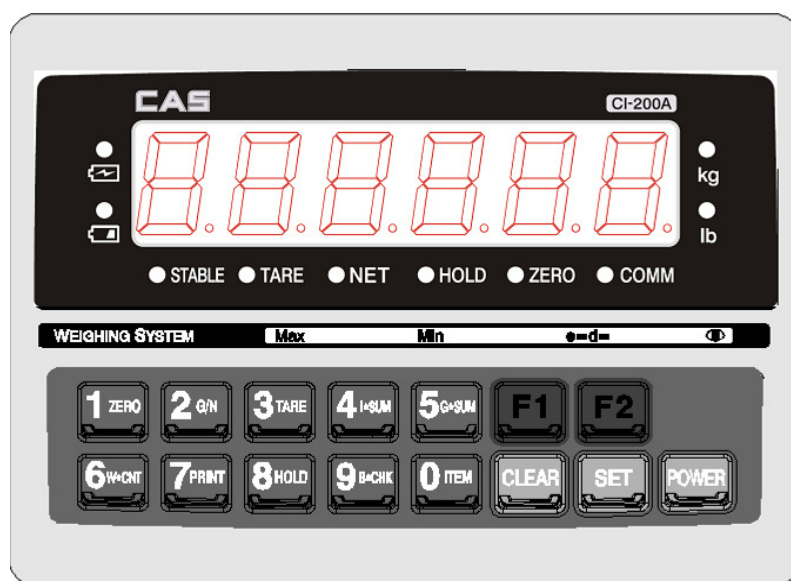 CAS CI-200A
kg
lb
STABLE TARE NET HOLD ZERO COMM
WEIGHING SYSTEM Max Min e=d=
1 ZERO 2 G/N 3 TARE 4 I*SUM 5 G*SUM F1 F2
6 W*CNT 7 PRINT 8 HOLD 9 B*CHK 0 ITEM CLEAR SET POWER